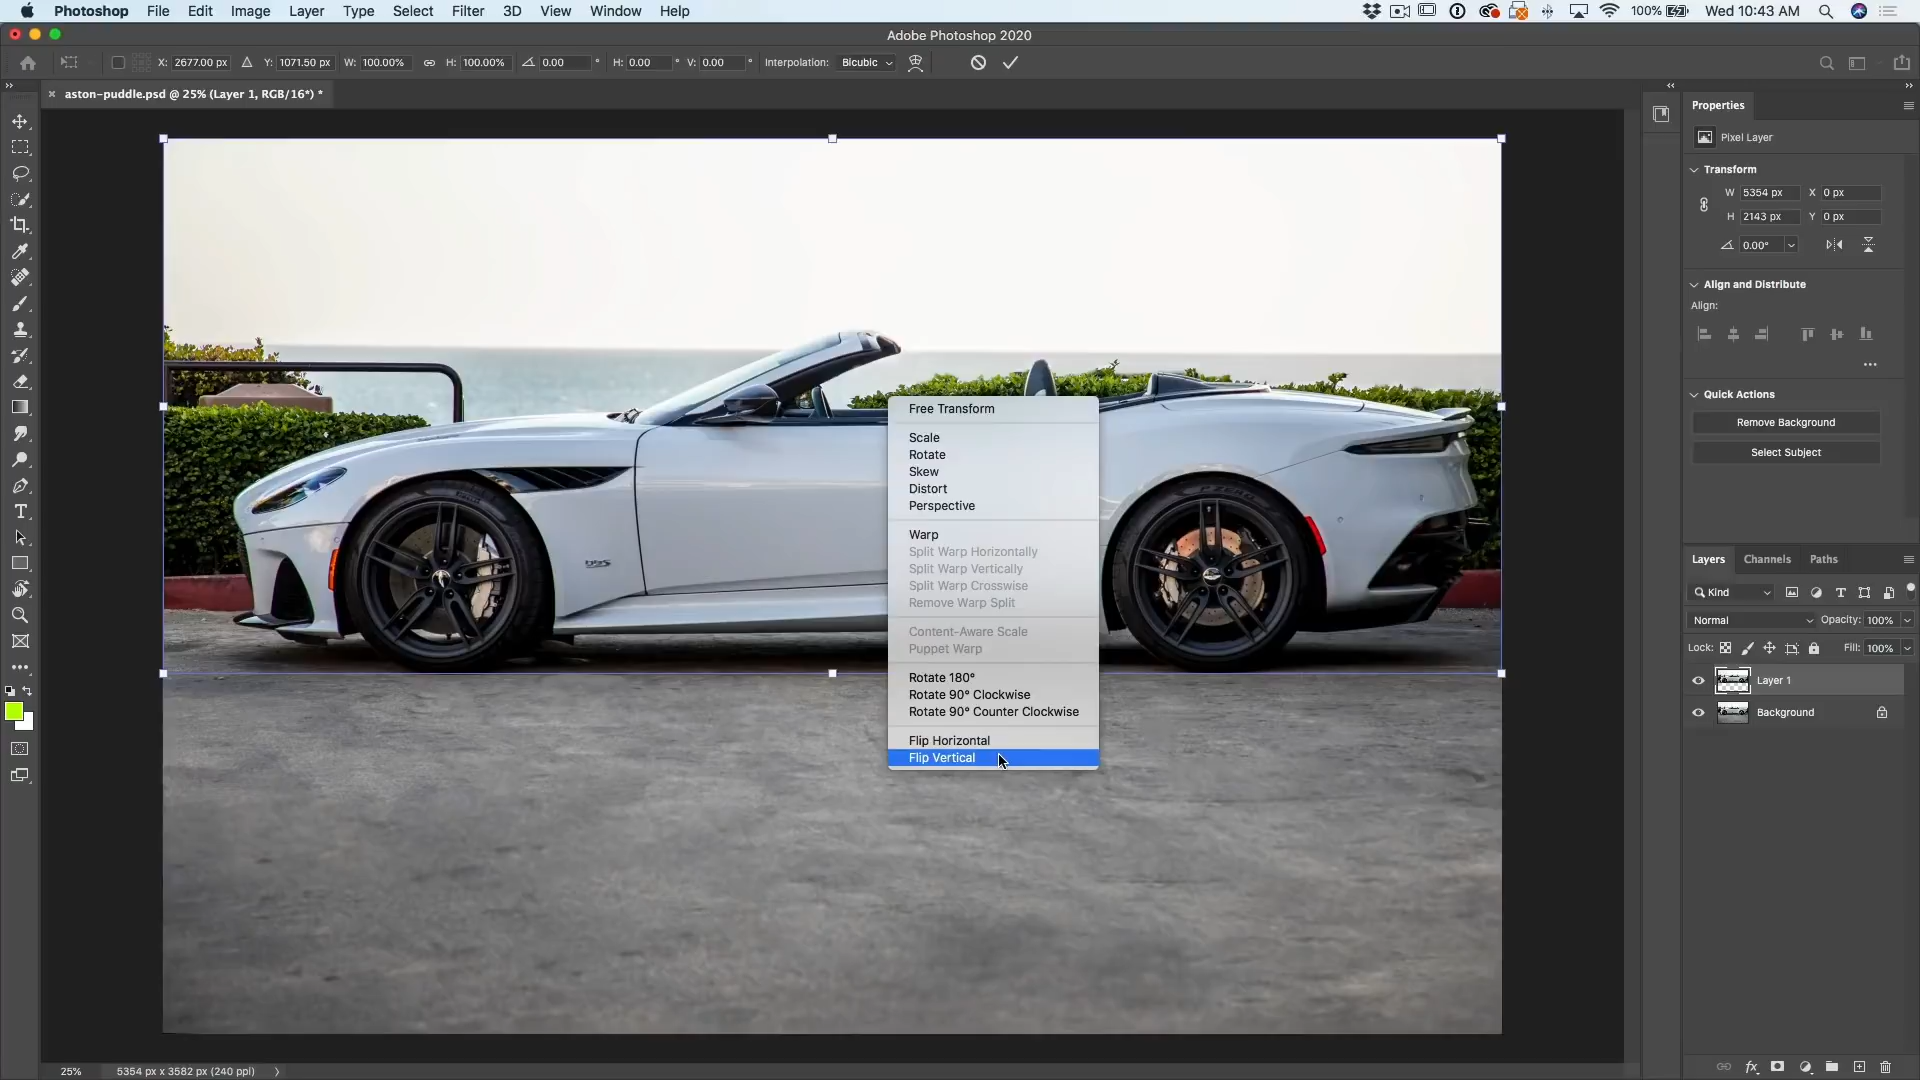 Photoshop File Edit Image Layer Type Select Filter 3D View Window Help 100% Wed 10:43 AM
Adobe Photoshop 2020
X: 2677.00 px Y: 1071.50 px W: 100.00% H: 100.00% 0.00 ° H: 0.00 ° V: 0.00 ° Interpolation: Bicubic
aston-puddle.psd @ 25% (Layer 1, RGB/16*) *
Properties
Pixel Layer
Transform
W 5354 px X 0 px
H 2143 px Y 0 px
0.00°
Align and Distribute
Align:
Quick Actions
Remove Background
Select Subject
Free Transform
Scale
Rotate
Skew
Distort
Perspective
Warp
Split Warp Horizontally
Split Warp Vertically
Split Warp Crosswise
Remove Warp Split
Content-Aware Scale
Puppet Warp
Rotate 180°
Rotate 90° Clockwise
Rotate 90° Counter Clockwise
Flip Horizontal
Flip Vertical
DBS
P ZERO
Layers Channels Paths
Kind
Normal Opacity: 100%
Lock: Fill: 100%
Layer 1
Background
fx
25% 5354 px x 3582 px (240 ppi)